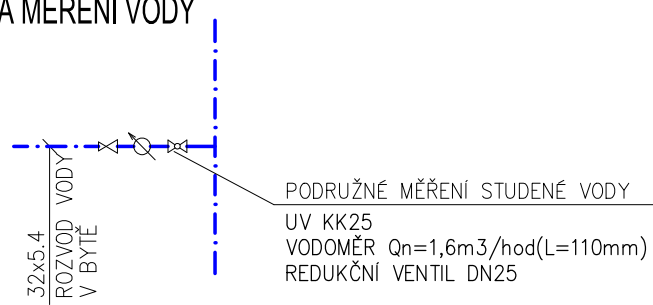 A MĚŘENÍ VODY
PODRUŽNÉ MĚŘENÍ STUDENÉ VODY
UV KK25
VODOMĚR Qn=1,6m3/hod(L=110mm)
REDUKČNÍ VENTIL DN25
32x5.4
ROZVOD VODY
V BYTĚ